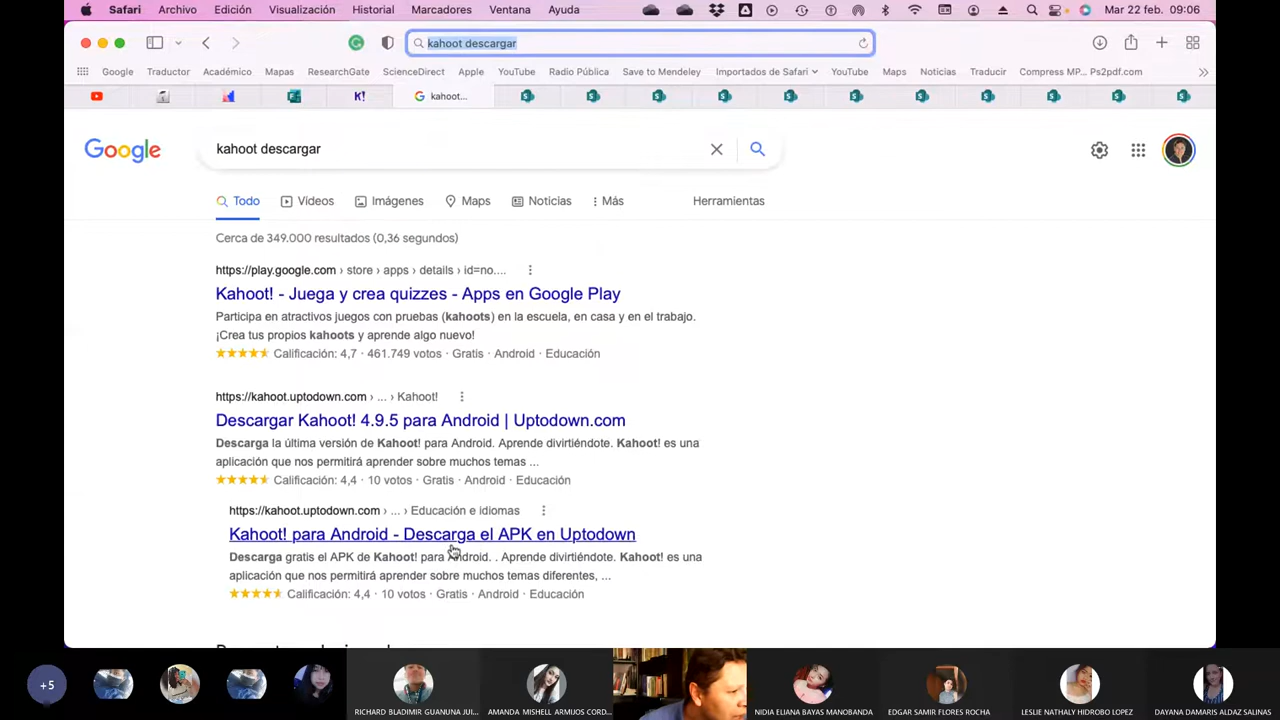 Safari Archivo Edición Visualización Historial Marcadores Ventana Ayuda Mar 22 feb. 09:06
kahoot descargar
Google Traductor Académico Mapas ResearchGate ScienceDirect Apple YouTube Radio Pública Save to Mendeley Importados de Safari YouTube Maps Noticias Traducir Compress MP... Ps2pdf.com
K! kahoot...
Google kahoot descargar
Todo Vídeos Imágenes Maps Noticias Más Herramientas
Cerca de 349.000 resultados (0,36 segundos)
https://play.google.com › store › apps › details › id=no....
Kahoot! - Juega y crea quizzes - Apps en Google Play
Participa en atractivos juegos con pruebas (kahoots) en la escuela, en casa y en el trabajo.
¡Crea tus propios kahoots y aprende algo nuevo!
Calificación: 4,7 · 461.749 votos · Gratis · Android · Educación
https://kahoot.uptodown.com › ... › Kahoot!
Descargar Kahoot! 4.9.5 para Android | Uptodown.com
Descarga la última versión de Kahoot! para Android. Aprende divirtiéndote. Kahoot! es una
aplicación que nos permitirá aprender sobre muchos temas ...
Calificación: 4,4 · 10 votos · Gratis · Android · Educación
https://kahoot.uptodown.com › ... › Educación e idiomas
Kahoot! para Android - Descarga el APK en Uptodown
Descarga gratis el APK de Kahoot! para Android. . Aprende divirtiéndote. Kahoot! es una
aplicación que nos permitirá aprender sobre muchos temas diferentes, ...
Calificación: 4,4 · 10 votos · Gratis · Android · Educación
+5
RICHARD BLADIMIR GUANUNA JUI... AMANDA MISHELL ARMIJOS CORD... NIDIA ELIANA BAYAS MANOBANDA EDGAR SAMIR FLORES ROCHA LESLIE NATHALY HIDROBO LOPEZ DAYANA DAMARIS ALDAZ SALINAS